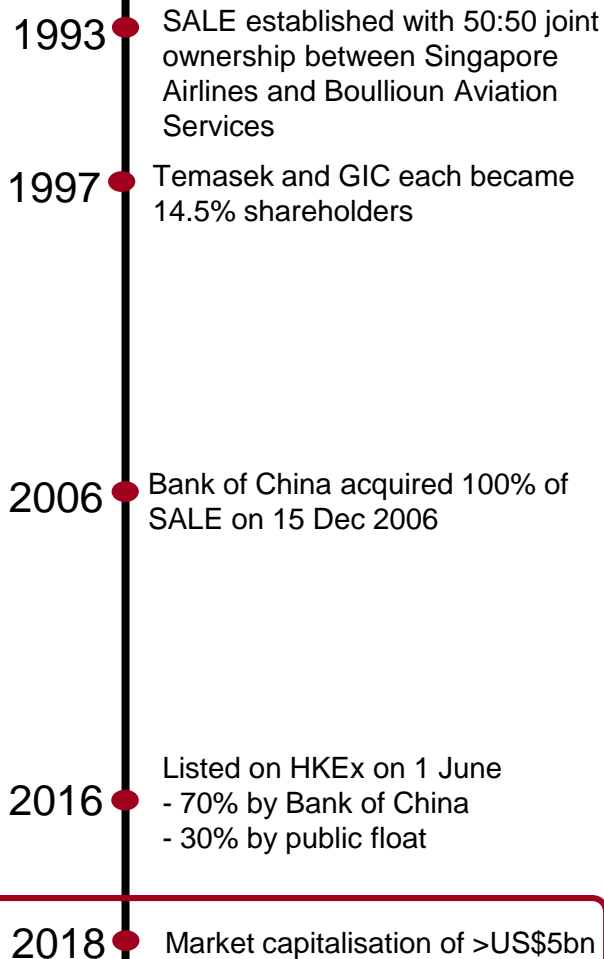 1993
SALE established with 50:50 joint
ownership between Singapore
Airlines and Boullioun Aviation
Services
1997
Temasek and GIC each became
14.5% shareholders
2006
Bank of China acquired 100% of
SALE on 15 Dec 2006
2016
Listed on HKEx on 1 June
- 70% by Bank of China
- 30% by public float
2018
Market capitalisation of >US$5bn